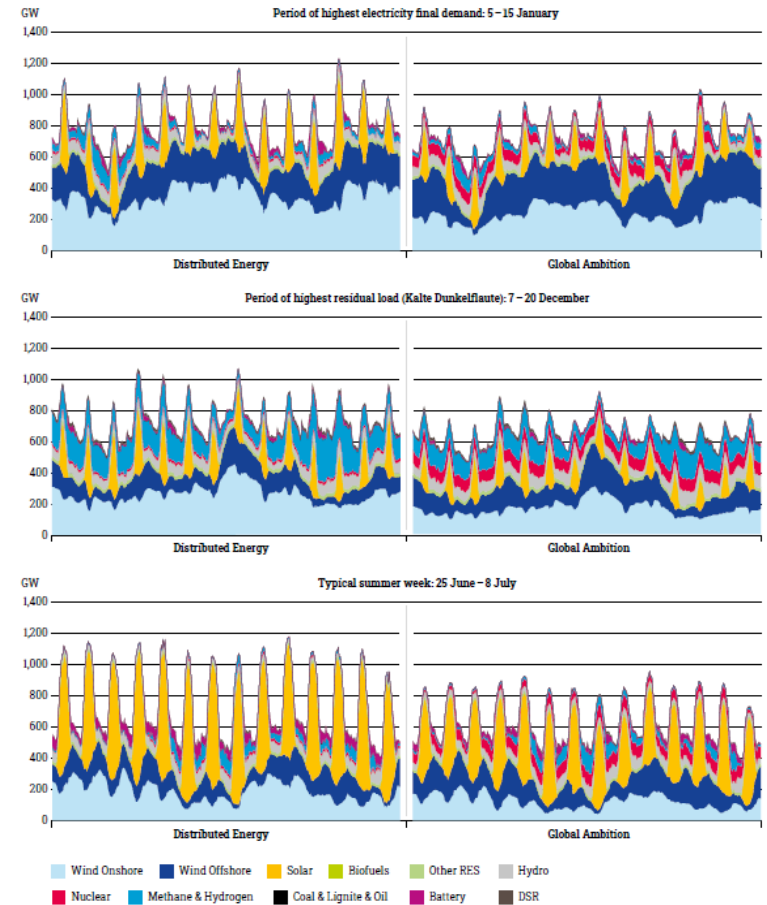 GW
Period of highest electricity final demand: 5 – 15 January
1,400
1,200
1,000
800
600
400
200
0
Distributed Energy
Global Ambition
GW
Period of highest residual load (Kalte Dunkelflaute): 7 – 20 December
1,400
1,200
1,000
800
600
400
200
0
Distributed Energy
Global Ambition
GW
Typical summer week: 25 June – 8 July
1,400
1,200
1,000
800
600
400
200
0
Distributed Energy
Global Ambition
Wind Onshore Wind Offshore Solar Biofuels Other RES Hydro
Nuclear Methane & Hydrogen Coal & Lignite & Oil Battery DSR